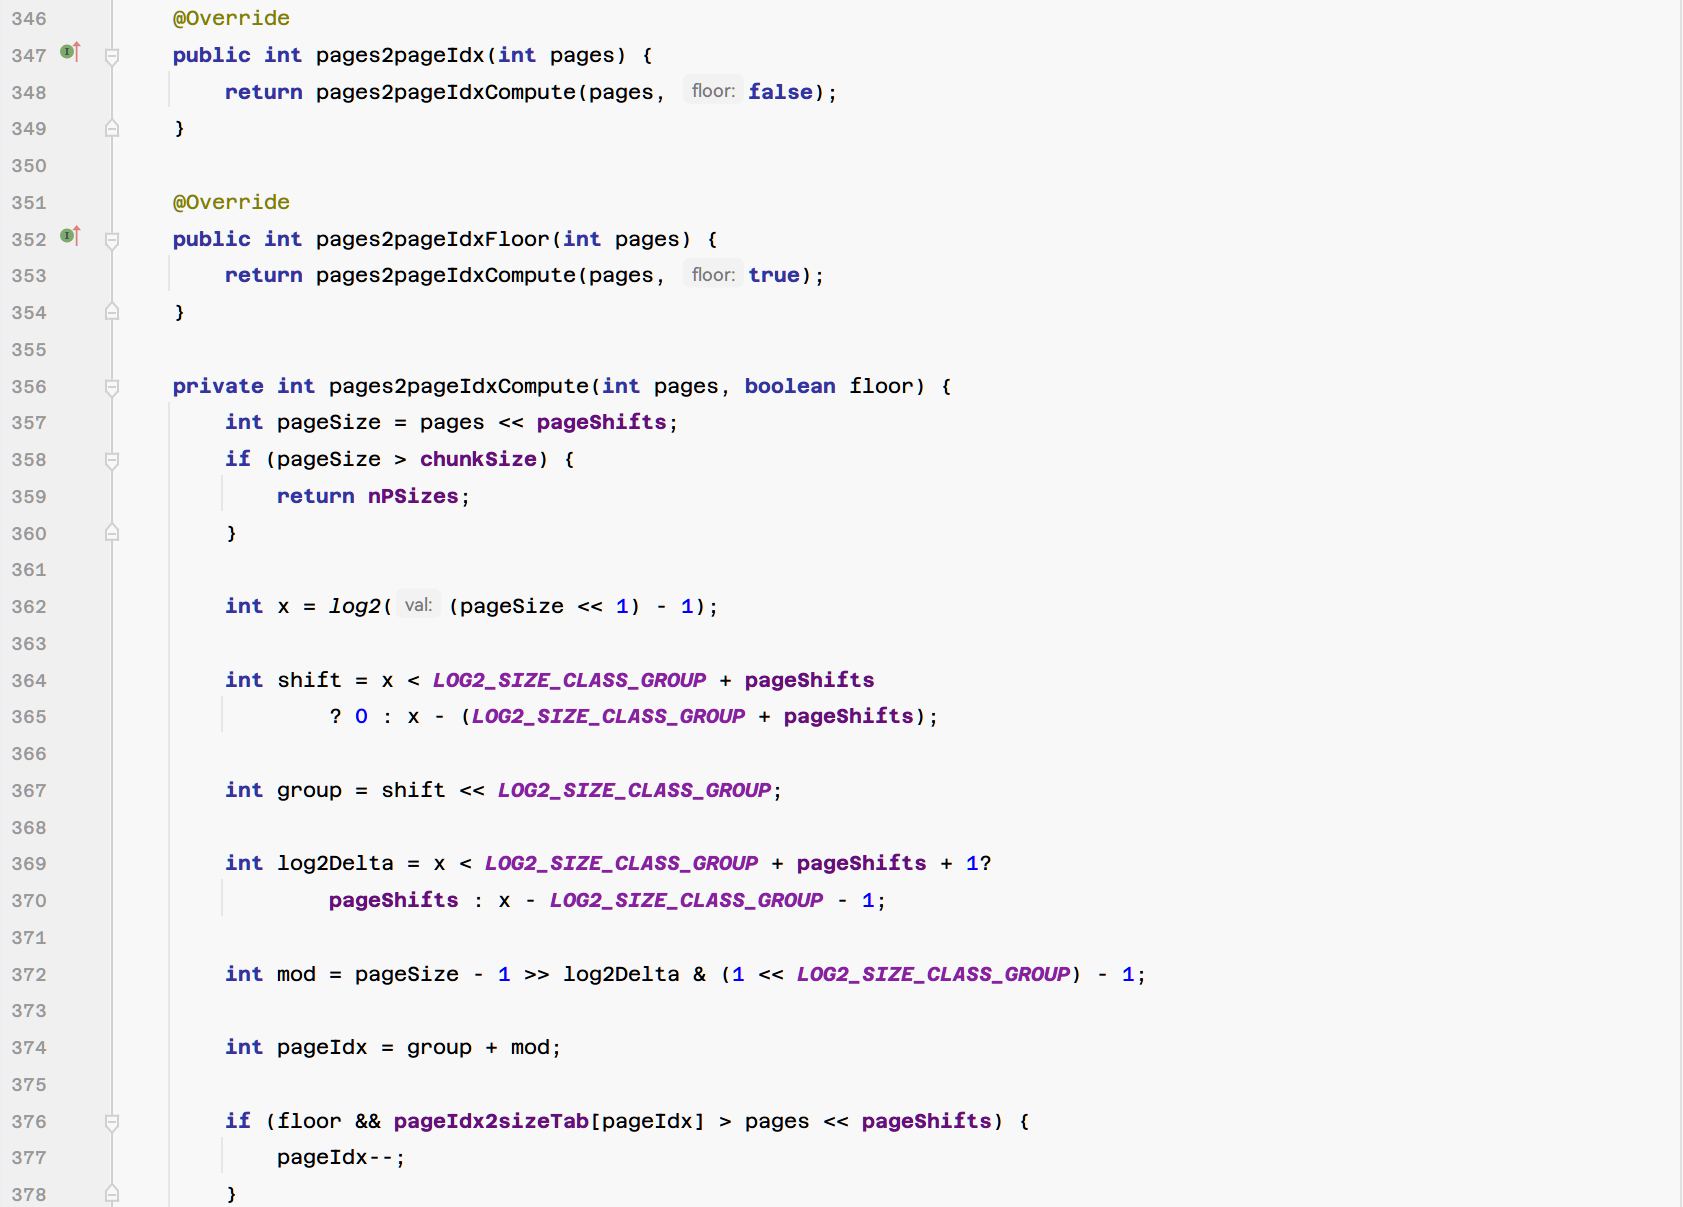 346 @Override
347 public int pages2pageIdx(int pages) {
348 return pages2pageIdxCompute(pages, floor: false);
349 }
350
351 @Override
352 public int pages2pageIdxFloor(int pages) {
353 return pages2pageIdxCompute(pages, floor: true);
354 }
355
356 private int pages2pageIdxCompute(int pages, boolean floor) {
357 int pageSize = pages << pageShifts;
358 if (pageSize > chunkSize) {
359 return nPSizes;
360 }
361
362 int x = log2( val: (pageSize << 1) - 1);
363
364 int shift = x < LOG2_SIZE_CLASS_GROUP + pageShifts
365 ? 0 : x - (LOG2_SIZE_CLASS_GROUP + pageShifts);
366
367 int group = shift << LOG2_SIZE_CLASS_GROUP;
368
369 int log2Delta = x < LOG2_SIZE_CLASS_GROUP + pageShifts + 1?
370 pageShifts : x - LOG2_SIZE_CLASS_GROUP - 1;
371
372 int mod = pageSize - 1 >> log2Delta & (1 << LOG2_SIZE_CLASS_GROUP) - 1;
373
374 int pageIdx = group + mod;
375
376 if (floor && pageIdx2sizeTab[pageIdx] > pages << pageShifts) {
377 pageIdx--;
378 }